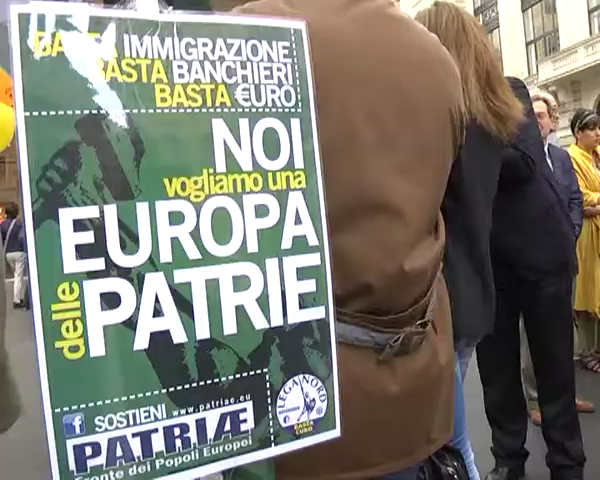 BASTA IMMIGRAZIONE
BASTA BANCHIERI
BASTA €URO
NOI
vogliamo una
EUROPA
delle
PATRIE
f SOSTIENI www.patriae.eu
PATRIÆ
Fronte dei Popoli Europei
LEGA NORD
BASTA
€URO